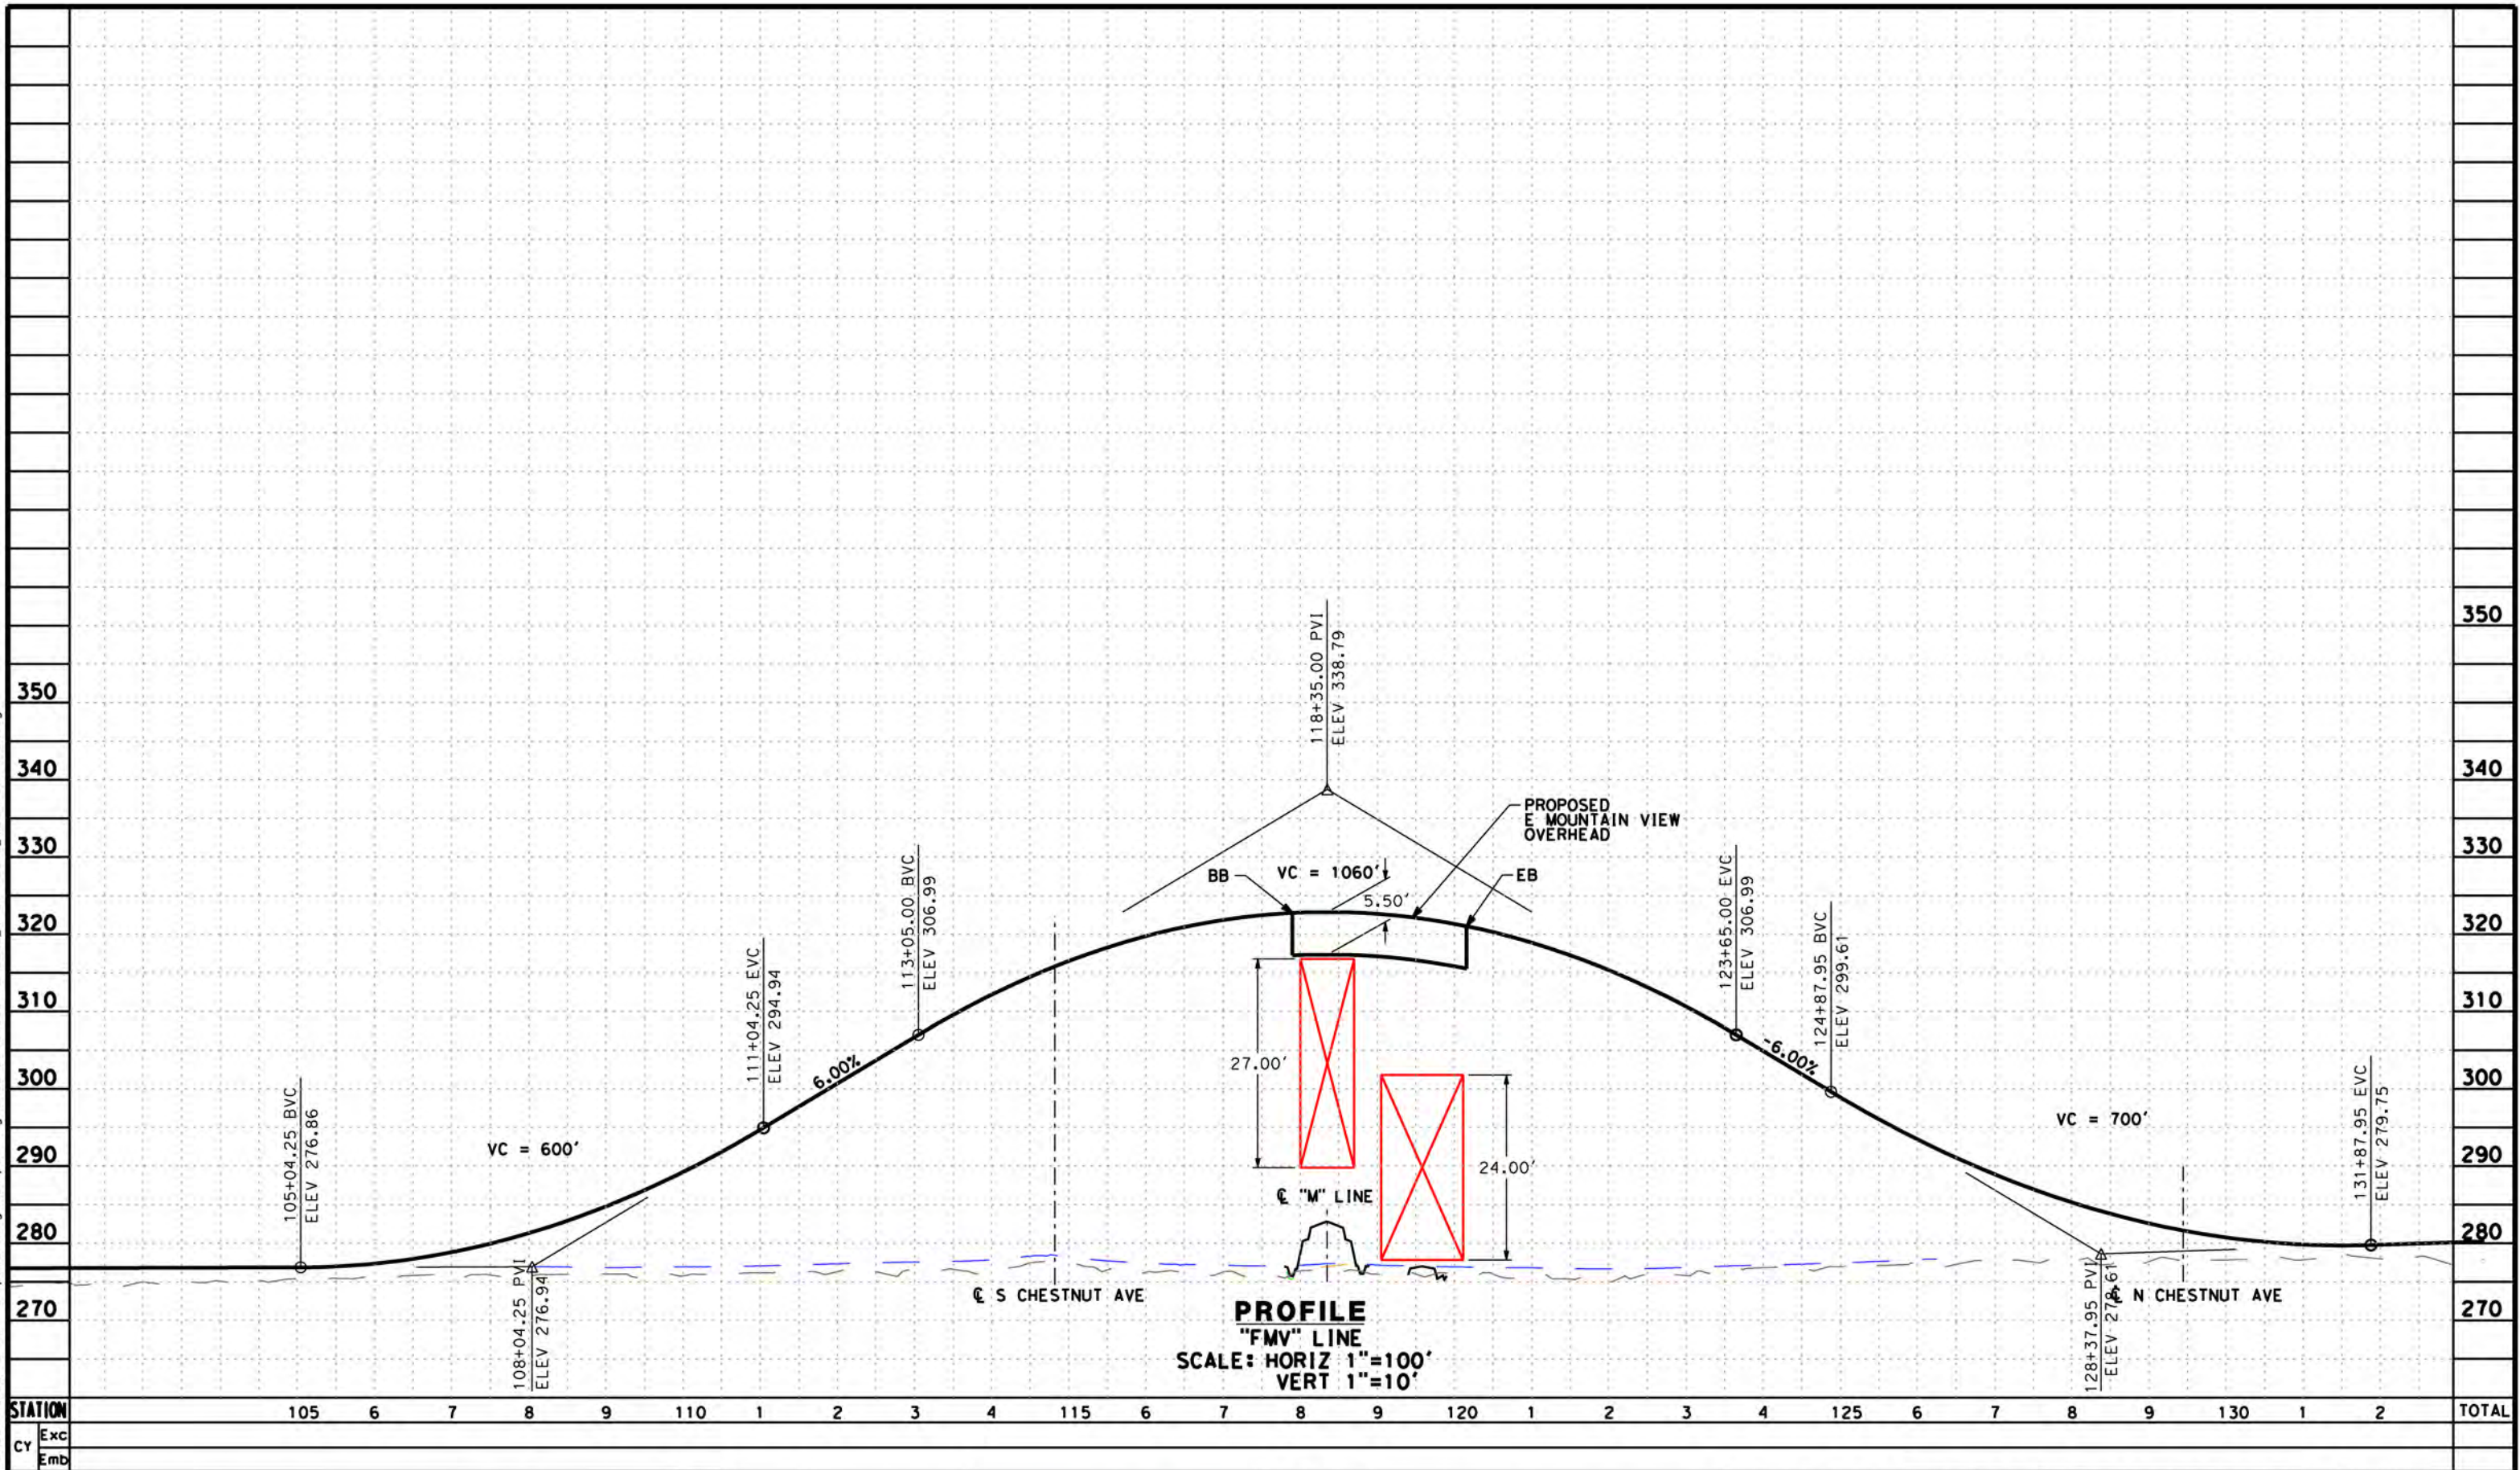 350
340
330
320
310
300
290
280
270
118+35.00 PVI
ELEV 338.79
PROPOSED
E MOUNTAIN VIEW
OVERHEAD
BB
VC = 1060'
EB
5.50'
105+04.25 BVC
ELEV 276.86
VC = 600'
108+04.25 PVI
ELEV 276.94
111+04.25 EVC
ELEV 294.94
6.00%
113+05.00 BVC
ELEV 306.99
27.00'
24.00'
℄ "M" LINE
℄ S CHESTNUT AVE
123+65.00 EVC
ELEV 306.99
-6.00%
124+87.95 BVC
ELEV 299.61
VC = 700'
128+37.95 PVI
ELEV 278.61
℄ N CHESTNUT AVE
131+87.95 EVC
ELEV 279.75
350
340
330
320
310
300
290
280
270
PROFILE
"FMV" LINE
SCALE: HORIZ 1"=100'
VERT 1"=10'
STATION 105 6 7 8 9 110 1 2 3 4 115 6 7 8 9 120 1 2 3 4 125 6 7 8 9 130 1 2 TOTAL
CY Exc
Emb